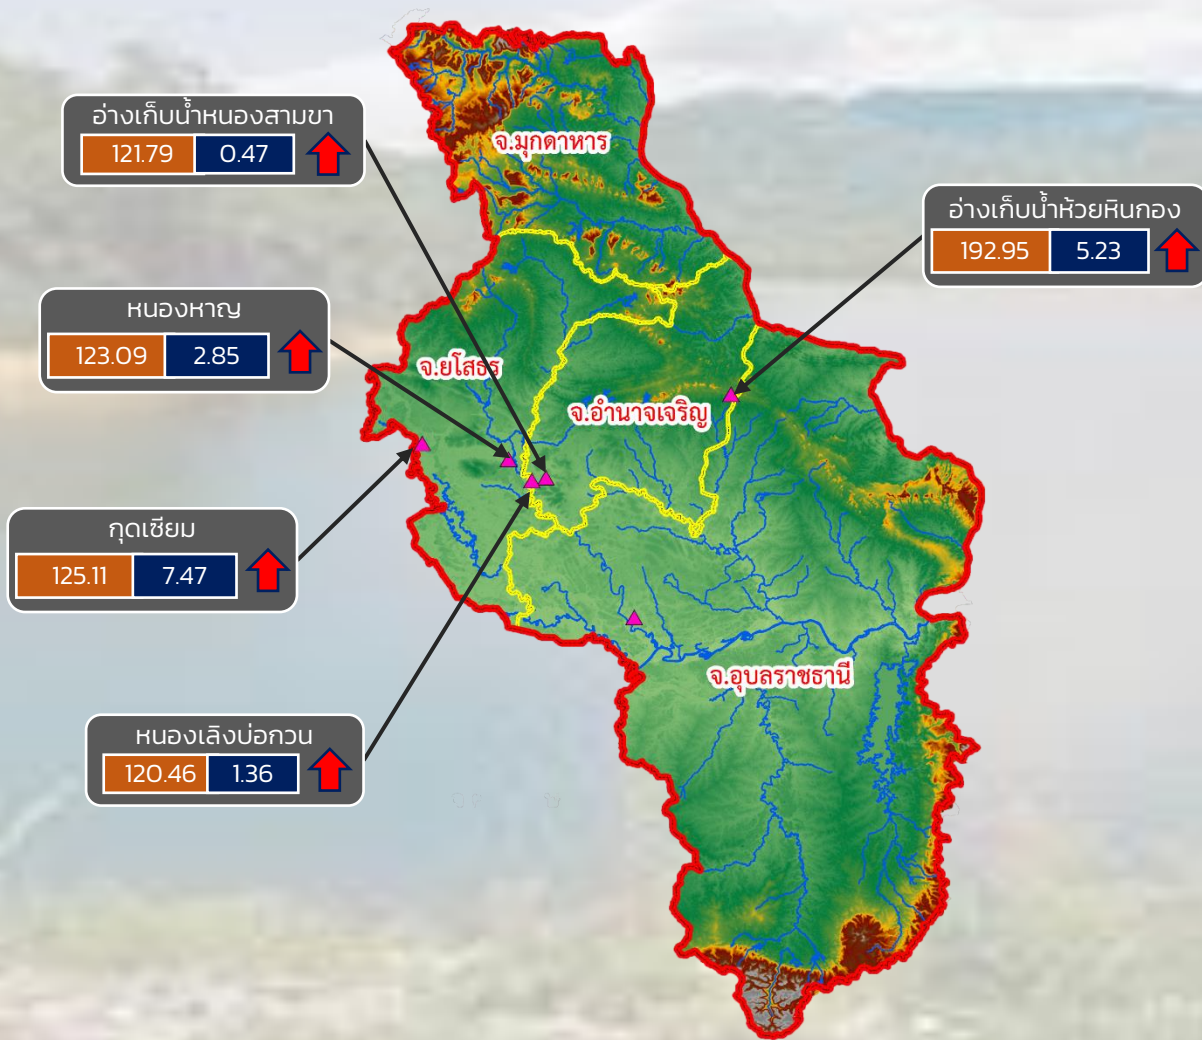 อ่างเก็บน้ำหนองสามขา
121.79 0.47
จ.มุกดาหาร
อ่างเก็บน้ำห้วยหินกอง
192.95 5.23
หนองหาญ
123.09 2.85
จ.ยโสธร
จ.อำนาจเจริญ
กุดเซียม
125.11 7.47
จ.อุบลราชธานี
หนองเลิงบ่อกวน
120.46 1.36